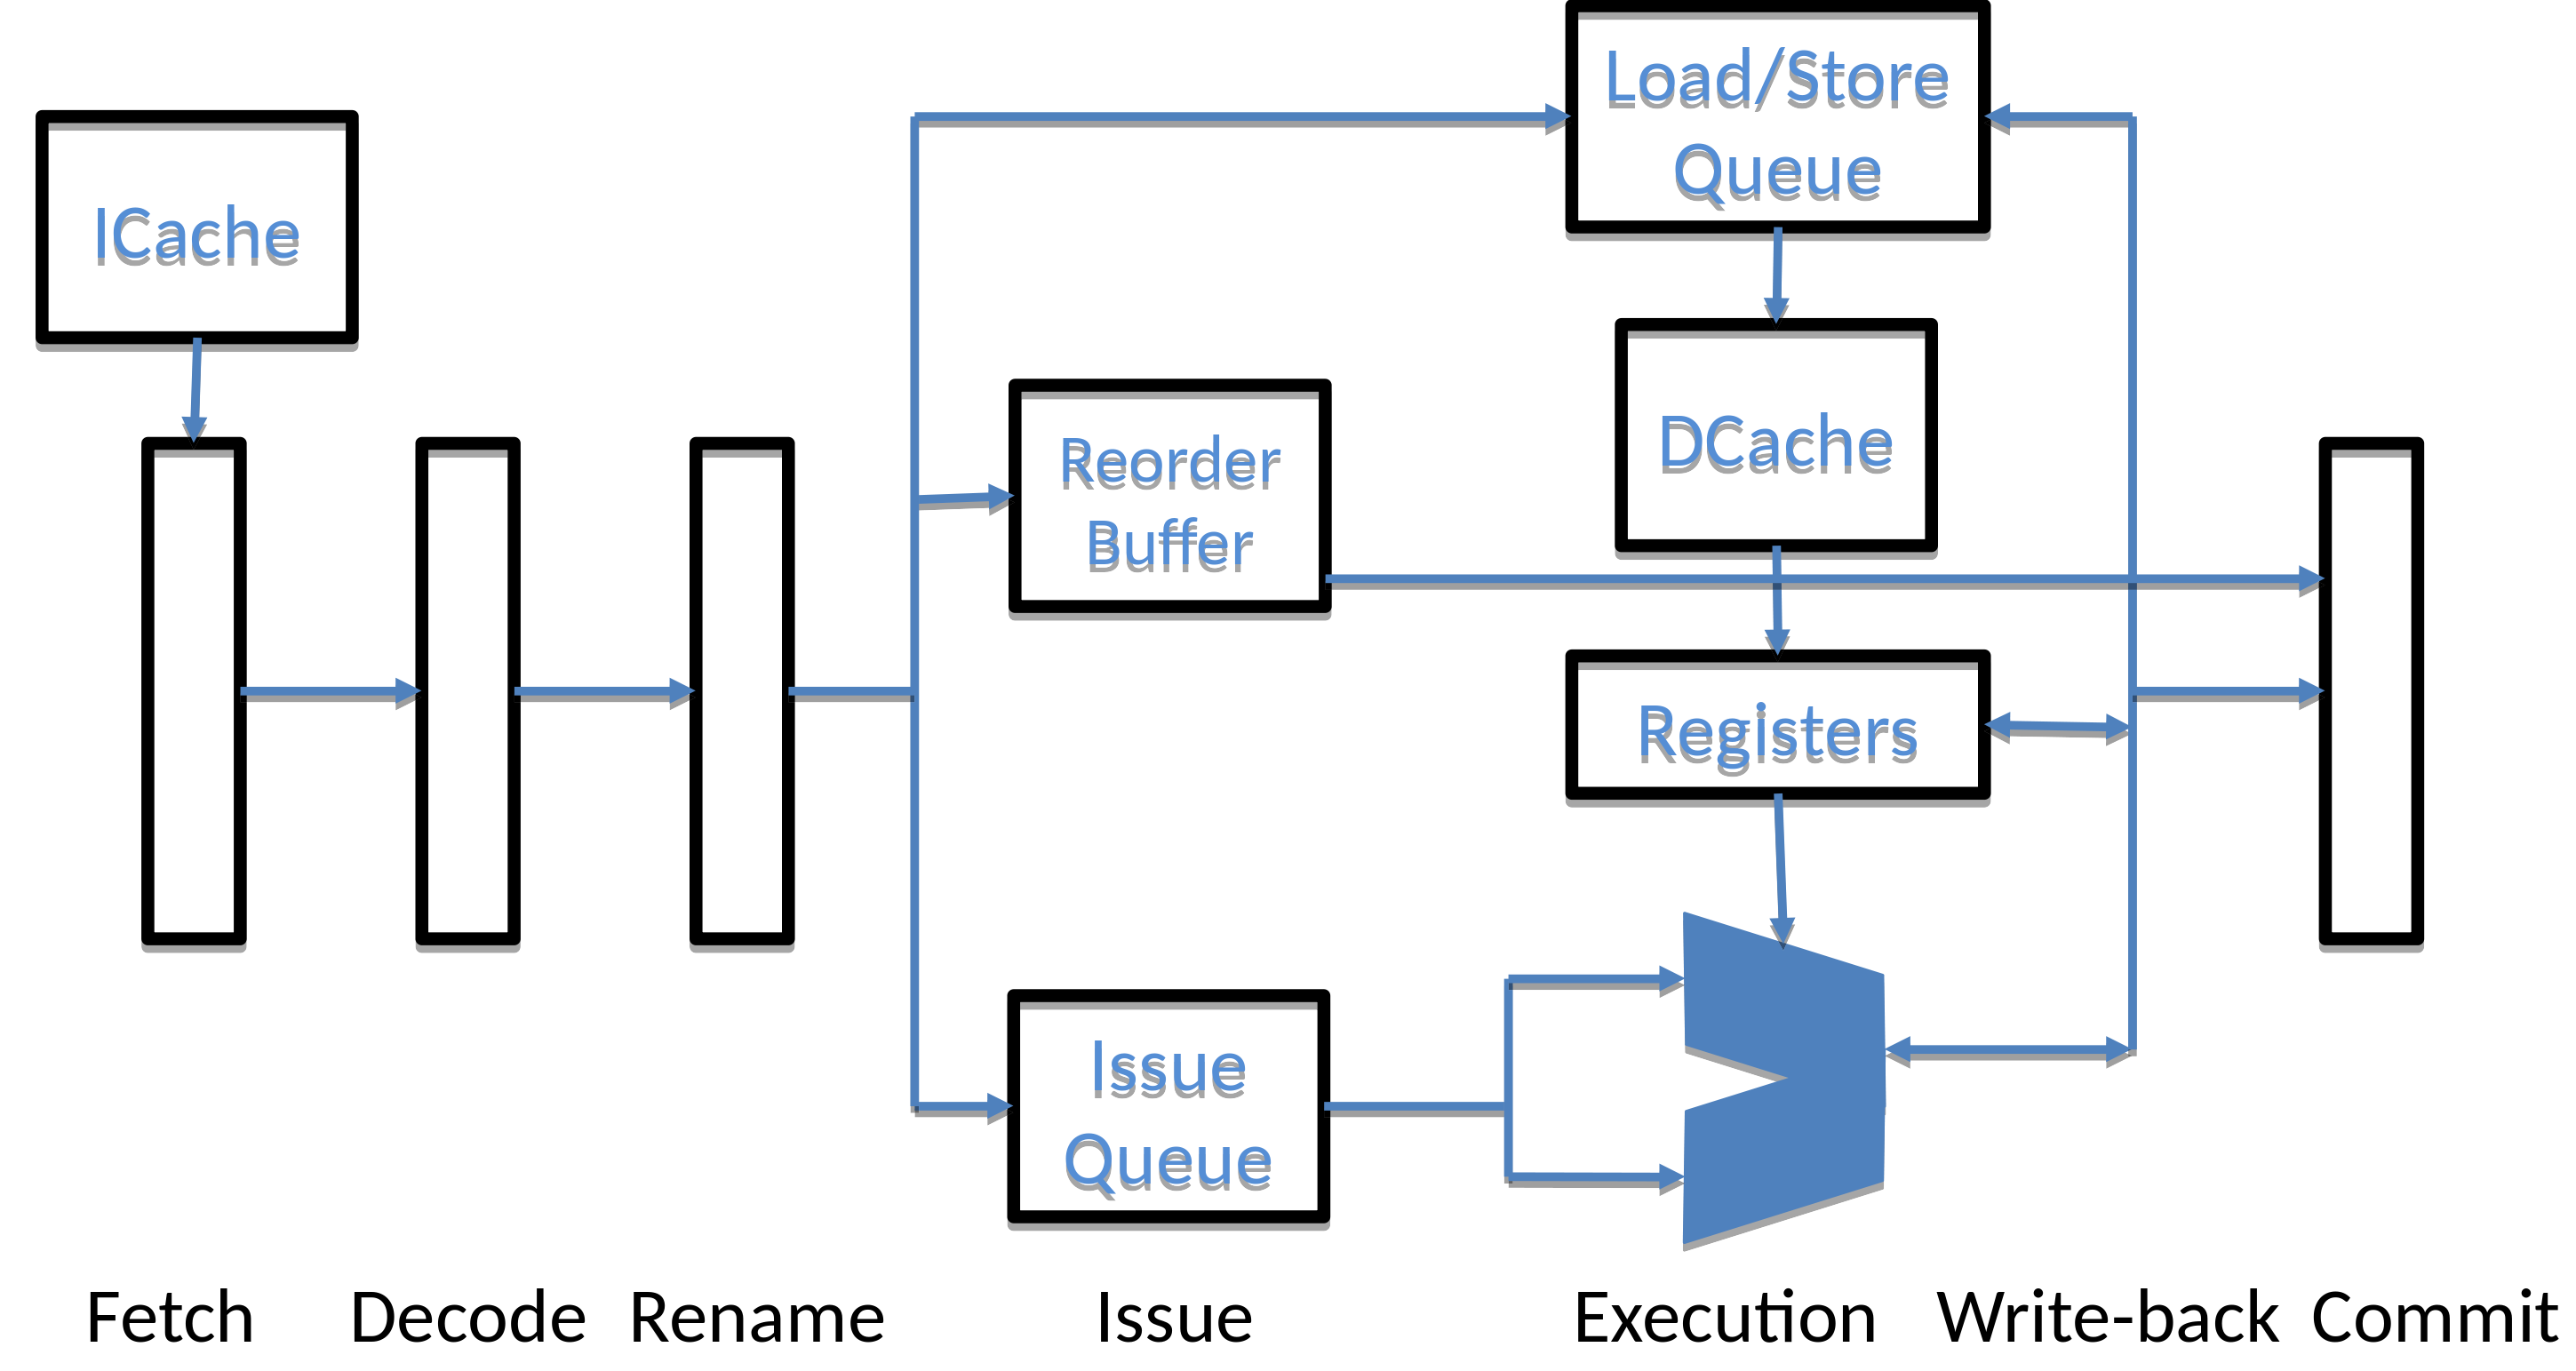 Load/Store
Queue
ICache
DCache
Reorder
Buffer
Registers
Issue
Queue
Fetch
Decode
Rename
Issue
Execution
Write-back
Commit